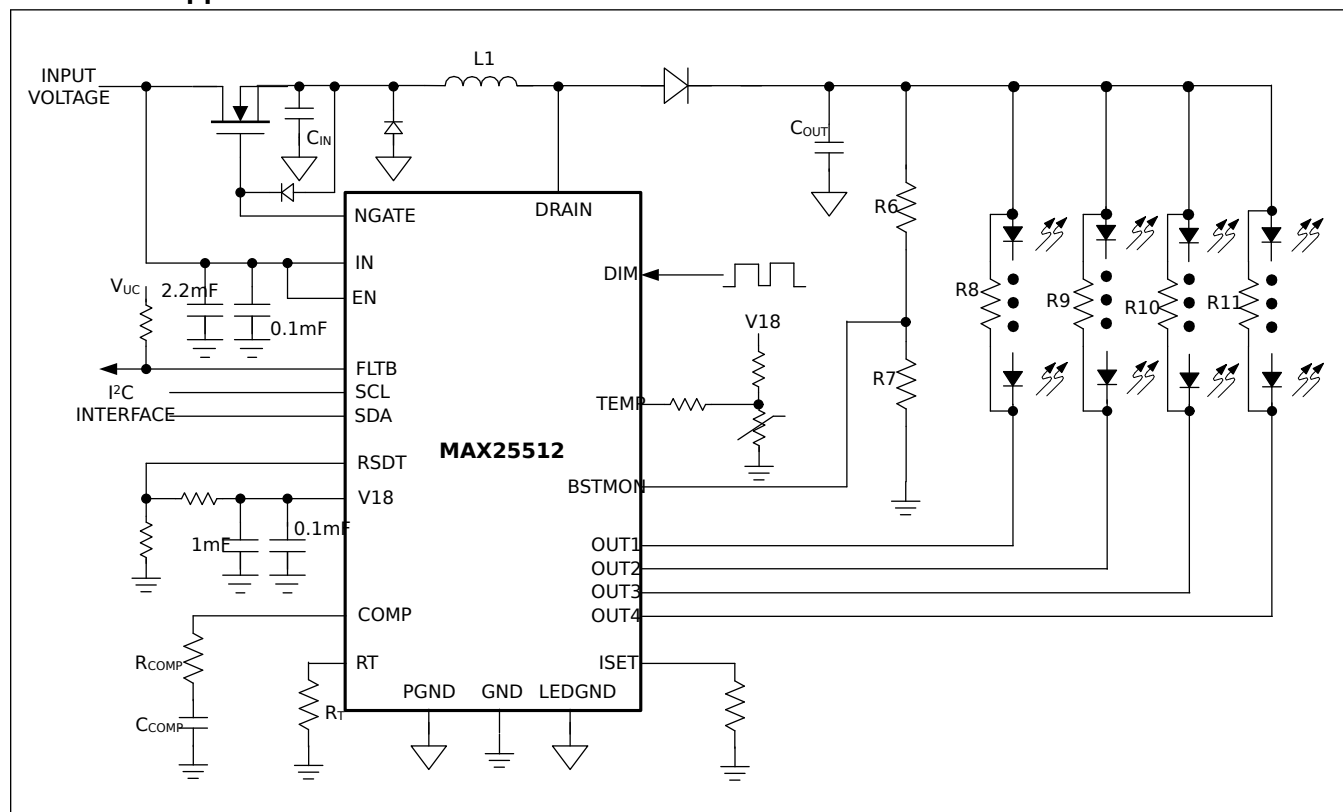 L1
INPUT
VOLTAGE
CIN
COUT
NGATE
DRAIN
R6
IN
DIM
VUC
2.2mF
EN
R8
R9
R10
R11
0.1mF
V18
FLTB
R7
I2C
INTERFACE
SCL
TEMP
SDA
MAX25512
RSDT
BSTMON
V18
0.1mF
1mF
OUT1
OUT2
OUT3
OUT4
COMP
RCOMP
RT
ISET
PGND
GND
LEDGND
RT
CCOMP